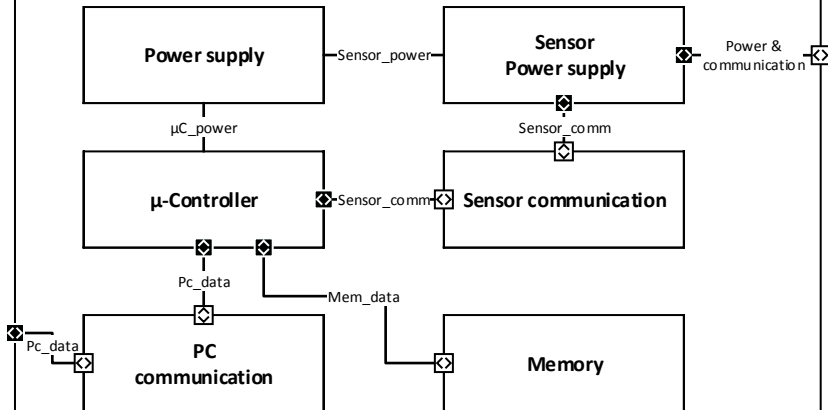 Power supply
Sensor_power
Sensor
Power supply
Power &
communication
µC_power
Sensor_comm
µ-Controller
Sensor_comm
Sensor communication
Pc_data
Mem_data
Pc_data
PC
communication
Memory